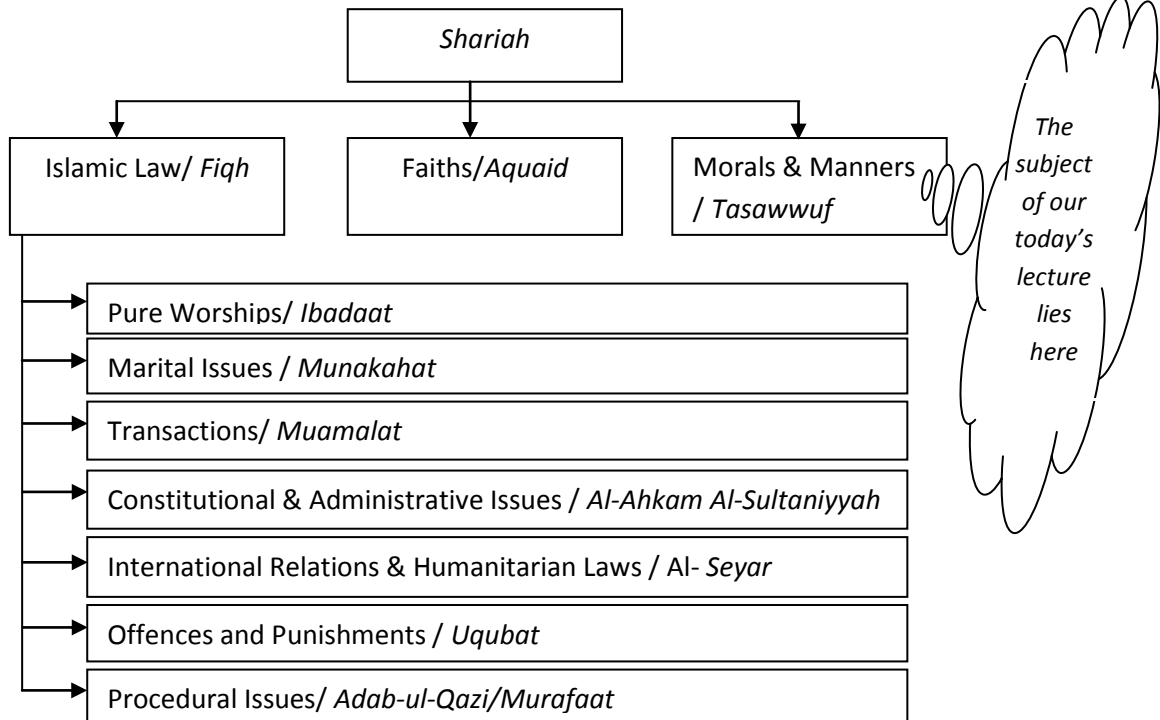 Shariah
Islamic Law/ Fiqh
Faiths/Aquaid
Morals & Manners
/ Tasawwuf
The
subject
of our
today's
lecture
lies
here
Pure Worships/ Ibadaat
Marital Issues / Munakahat
Transactions/ Muamalat
Constitutional & Administrative Issues / Al-Ahkam Al-Sultaniyyah
International Relations & Humanitarian Laws / Al- Seyar
Offences and Punishments / Uqubat
Procedural Issues/ Adab-ul-Qazi/Murafaat